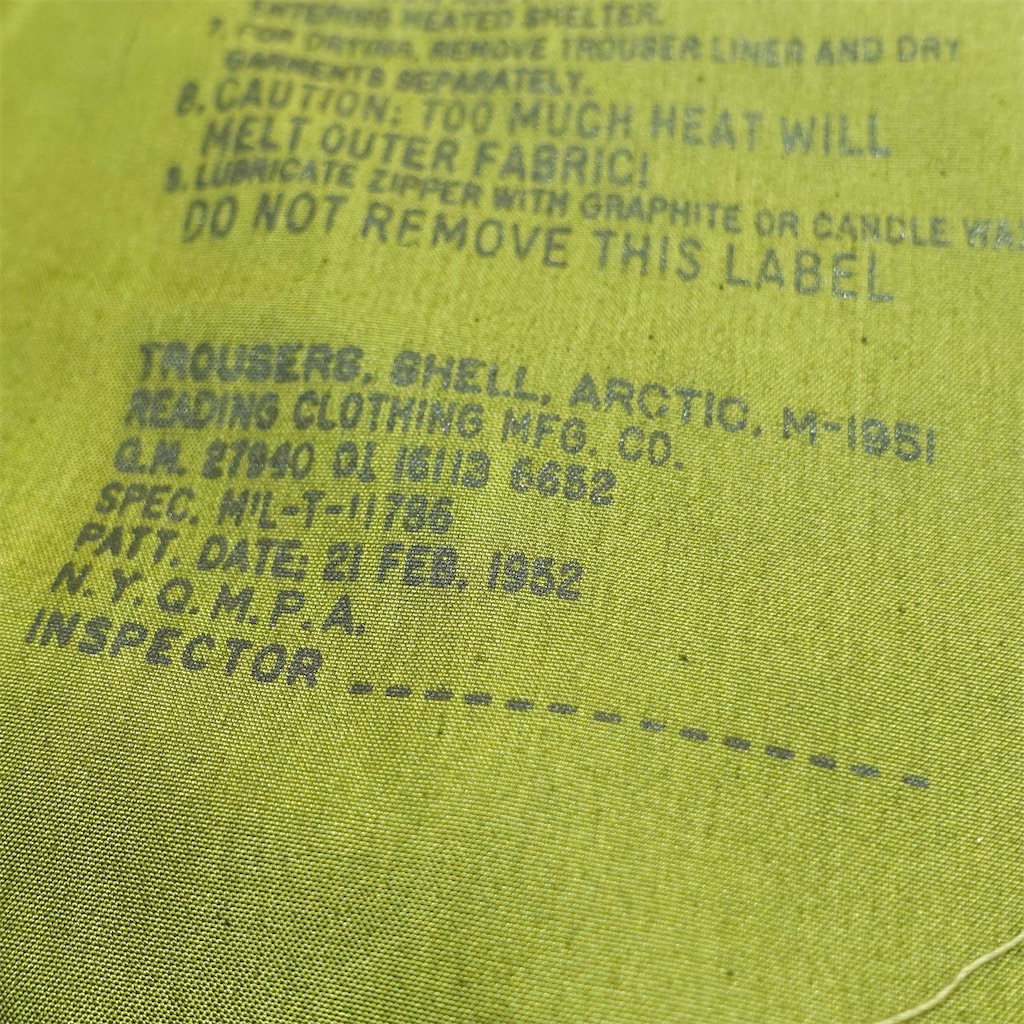 ENTERING HEATED SHELTER.
7. FOR DRYING, REMOVE TROUSER LINER AND DRY
GARMENTS SEPARATELY.
8. CAUTION: TOO MUCH HEAT WILL
MELT OUTER FABRIC!
9. LUBRICATE ZIPPER WITH GRAPHITE OR CANDLE WAX
DO NOT REMOVE THIS LABEL
TROUSERS, SHELL, ARCTIC, M-1951
READING CLOTHING MFG. CO.
Q.M. 27940 OI 16113 6652
SPEC. MIL-T-11786
PATT. DATE: 21 FEB. 1952
N.Y.Q.M.P.A.
INSPECTOR --------------